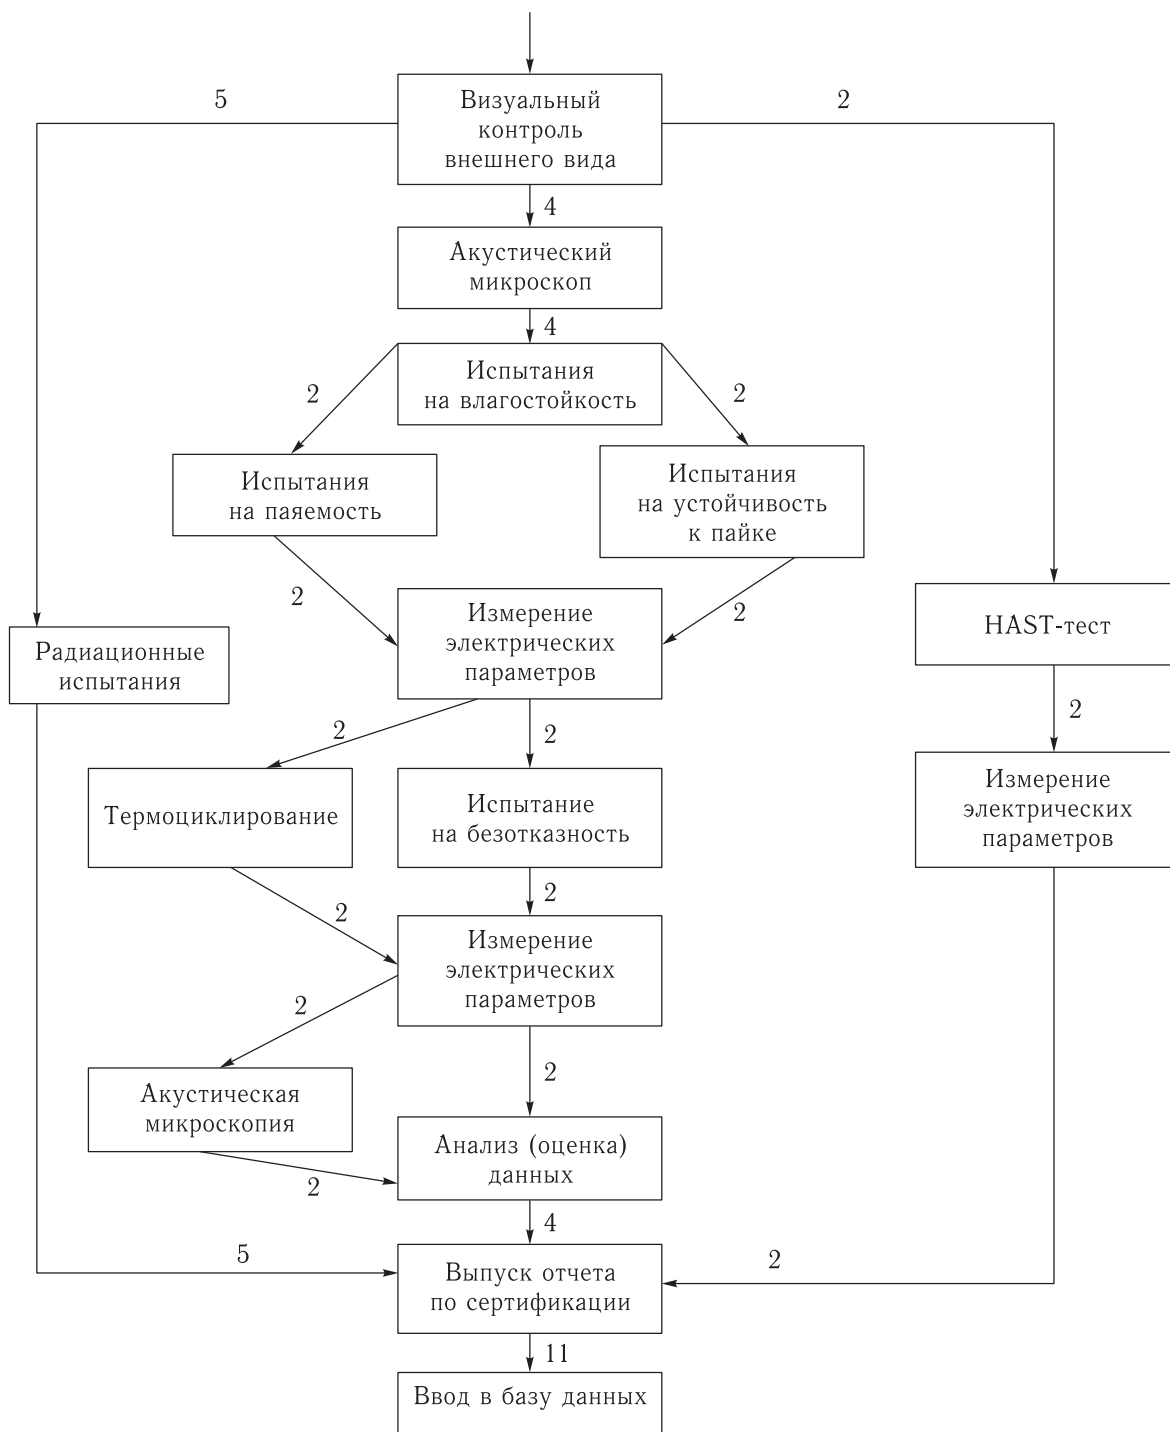 5
Визуальный
контроль
внешнего вида
2
4
Акустический
микроскоп
4
Испытания
на влагостойкость
2
2
Испытания
на паяемость
Испытания
на устойчивость
к пайке
2
2
Измерение
электрических
параметров
Радиационные
испытания
HAST-тест
2
2
2
Термоциклирование
Испытание
на безотказность
Измерение
электрических
параметров
2
2
Измерение
электрических
параметров
2
2
Акустическая
микроскопия
Анализ (оценка)
данных
2
4
5
2
Выпуск отчета
по сертификации
11
Ввод в базу данных